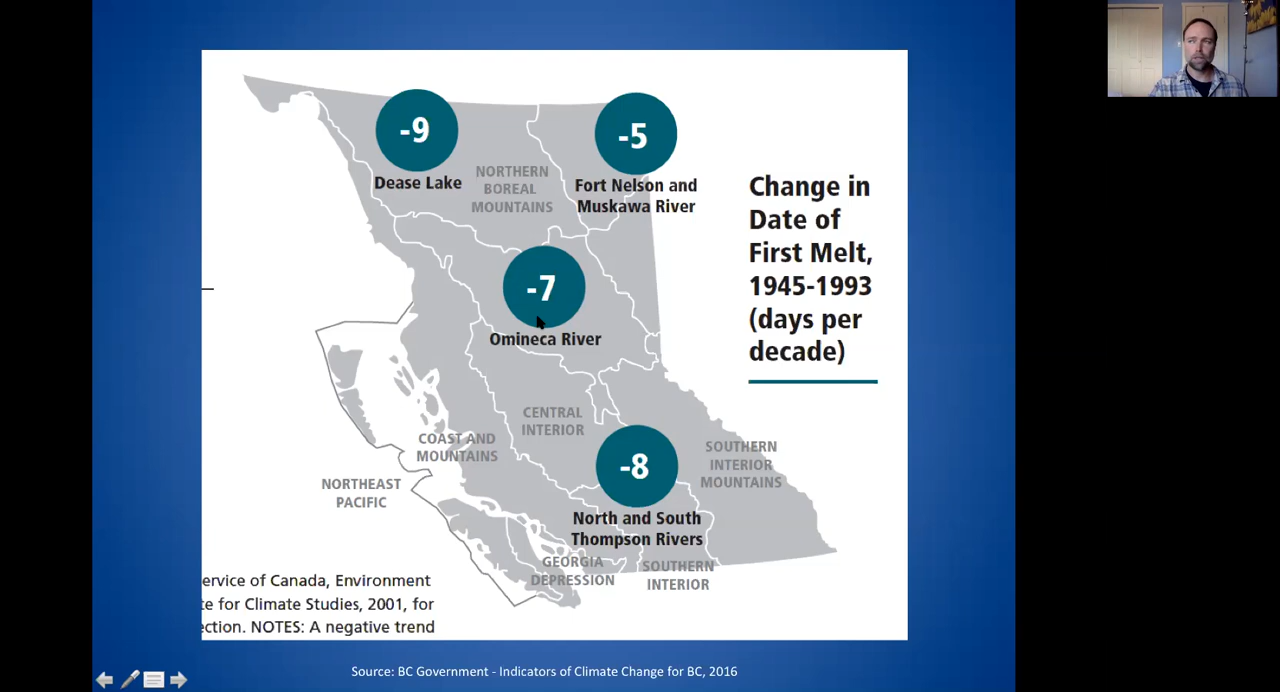 -9
Dease Lake
-5
Fort Nelson and
Muskawa River
NORTHERN
BOREAL
MOUNTAINS
-7
Omineca River
Change in
Date of
First Melt,
1945-1993
(days per
decade)
CENTRAL
INTERIOR
COAST AND
MOUNTAINS
-8
North and South
Thompson Rivers
SOUTHERN
INTERIOR
MOUNTAINS
NORTHEAST
PACIFIC
GEORGIA
DEPRESSION
SOUTHERN
INTERIOR
ervice of Canada, Environment
te for Climate Studies, 2001, for
ection. NOTES: A negative trend
Source: BC Government - Indicators of Climate Change for BC, 2016